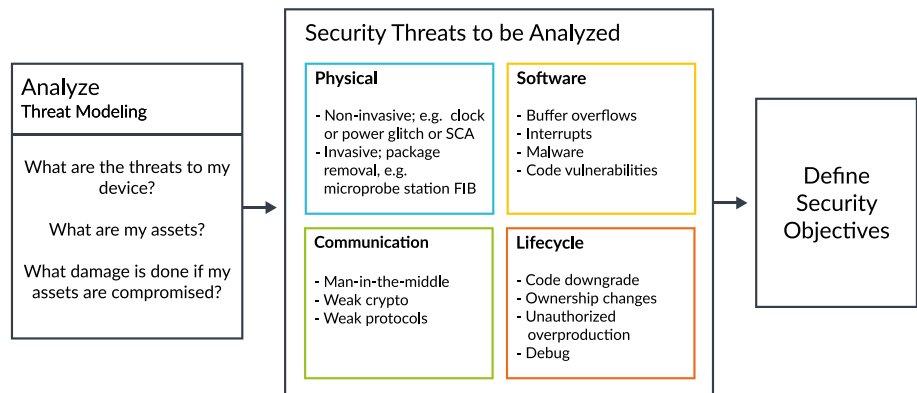 Analyze
Threat Modeling
What are the threats to my
device?
What are my assets?
What damage is done if my
assets are compromised?
Security Threats to be Analyzed
Physical
- Non-invasive; e.g. clock
or power glitch or SCA
- Invasive; package
removal, e.g.
microprobe station FIB
Software
- Buffer overflows
- Interrupts
- Malware
- Code vulnerabilities
Communication
- Man-in-the-middle
- Weak crypto
- Weak protocols
Lifecycle
- Code downgrade
- Ownership changes
- Unauthorized
overproduction
- Debug
Define
Security
Objectives